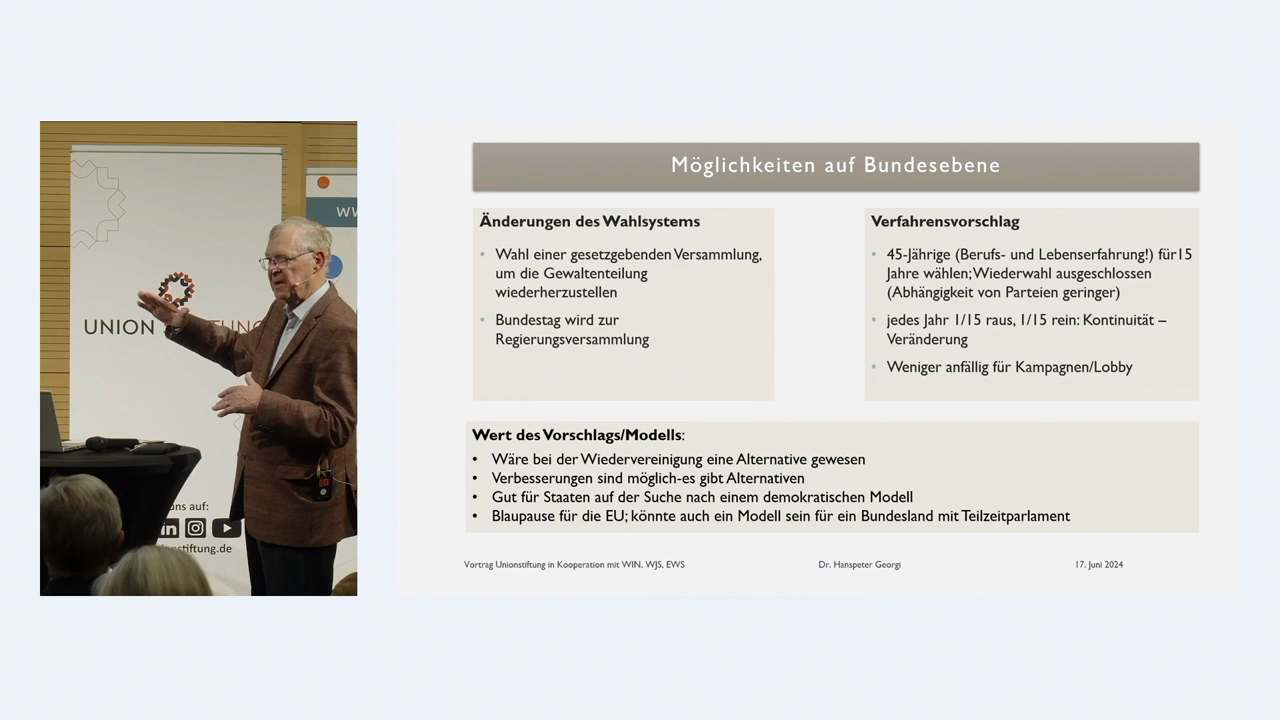 WW
UNION
uns auf:
in
nstiftung.de
Möglichkeiten auf Bundesebene
Änderungen des Wahlsystems
• Wahl einer gesetzgebenden Versammlung,
um die Gewaltenteilung
wiederherzustellen
• Bundestag wird zur
Regierungsversammlung
Verfahrensvorschlag
• 45-Jährige (Berufs- und Lebenserfahrung!) für15
Jahre wählen;Wiederwahl ausgeschlossen
(Abhängigkeit von Parteien geringer)
• jedes Jahr 1/15 raus, 1/15 rein: Kontinuität –
Veränderung
• Weniger anfällig für Kampagnen/Lobby
Wert des Vorschlags/Modells:
• Wäre bei der Wiedervereinigung eine Alternative gewesen
• Verbesserungen sind möglich-es gibt Alternativen
• Gut für Staaten auf der Suche nach einem demokratischen Modell
• Blaupause für die EU; könnte auch ein Modell sein für ein Bundesland mit Teilzeitparlament
Vortrag Unionstiftung in Kooperation mit WIN, WJS, EWS
Dr. Hanspeter Georgi
17. Juni 2024